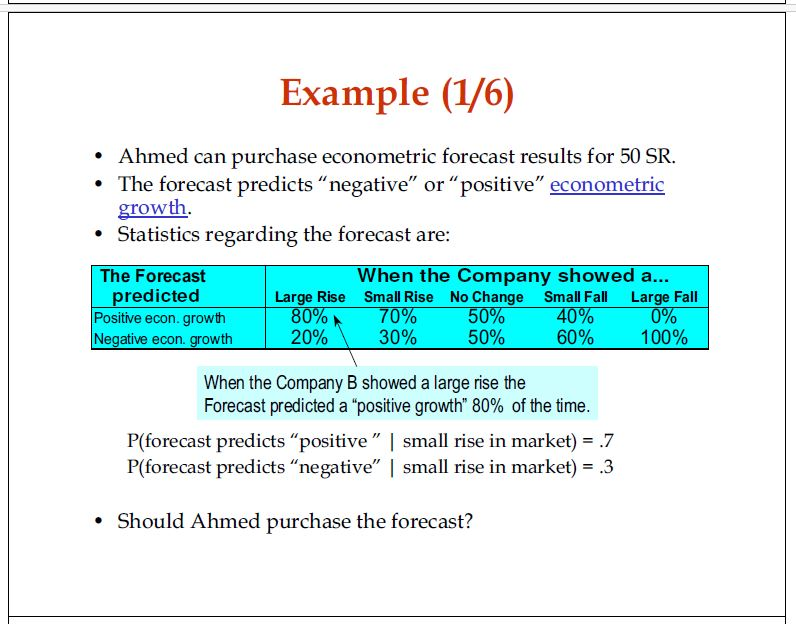 Example (1/6)
• Ahmed can purchase econometric forecast results for 50 SR.
• The forecast predicts “negative” or “positive” econometric
growth.
• Statistics regarding the forecast are:
The Forecast When the Company showed a...
predicted Large Rise Small Rise No Change Small Fall Large Fall
Positive econ. growth 80% 70% 50% 40% 0%
Negative econ. growth 20% 30% 50% 60% 100%
When the Company B showed a large rise the
Forecast predicted a “positive growth” 80% of the time.
P(forecast predicts “positive ” | small rise in market) = .7
P(forecast predicts “negative” | small rise in market) = .3
• Should Ahmed purchase the forecast?